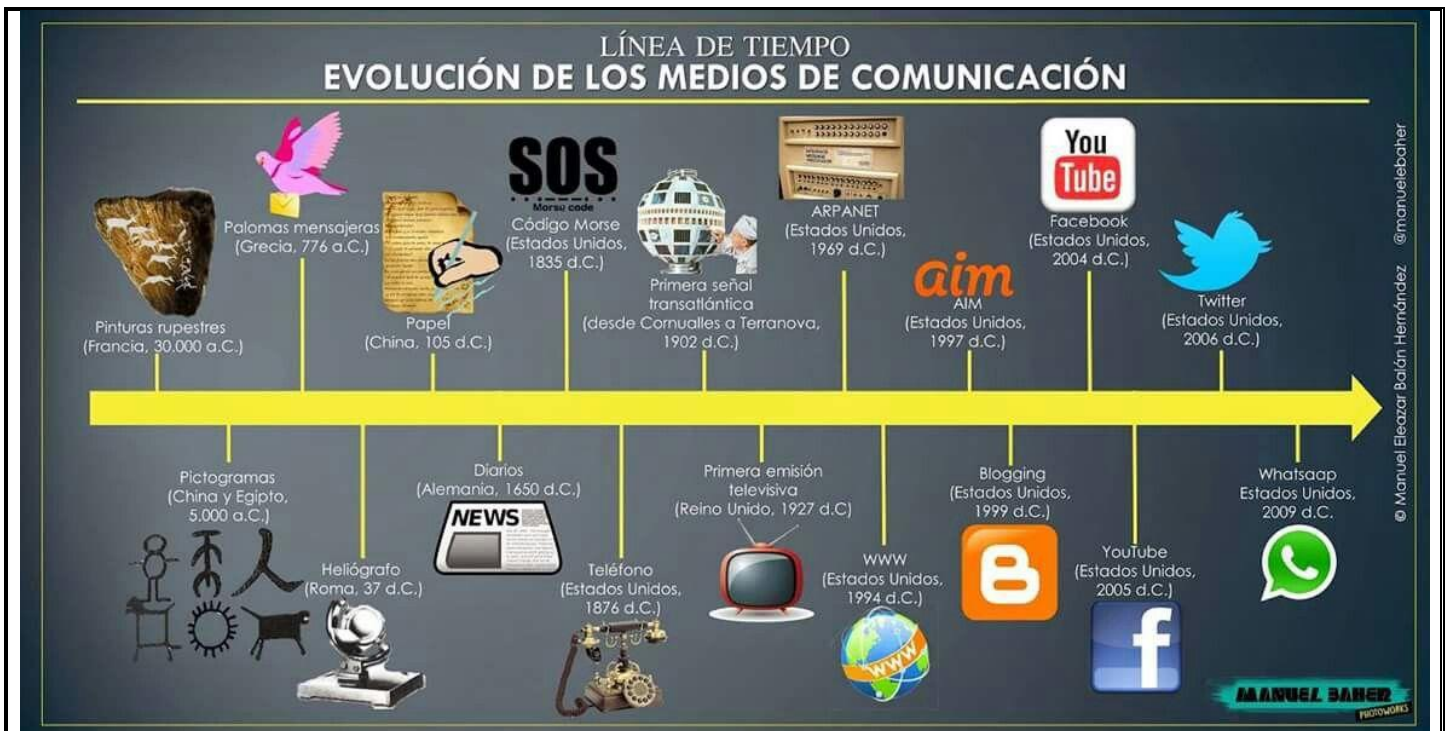 LÍNEA DE TIEMPO
EVOLUCIÓN DE LOS MEDIOS DE COMUNICACIÓN
Pinturas rupestres
(Francia, 30.000 a.C.)
Palomas mensajeras
(Grecia, 776 a.C.)
Papel
(China, 105 d.C.)
SOS
Morse code
Código Morse
(Estados Unidos,
1835 d.C.)
Primera señal
transatlántica
(desde Cornualles a Terranova,
1902 d.C.)
ARPANET
(Estados Unidos,
1969 d.C.)
aim
AIM
(Estados Unidos,
1997 d.C.)
You
Tube
Facebook
(Estados Unidos,
2004 d.C.)
Twitter
(Estados Unidos,
2006 d.C.)
Pictogramas
(China y Egipto,
5.000 a.C.)
Heliógrafo
(Roma, 37 d.C.)
Diarios
(Alemania, 1650 d.C.)
NEWS
Teléfono
(Estados Unidos,
1876 d.C.)
Primera emisión
televisiva
(Reino Unido, 1927 d.C)
WWW
(Estados Unidos,
1994 d.C.)
WWW
Blogging
(Estados Unidos,
1999 d.C.)
YouTube
(Estados Unidos,
2005 d.C.)
f
Whatsaap
Estados Unidos,
2009 d.C.
© Manuel Eleazar Balán Hernández @manuelebaher
MANUEL BAHER
PHOTOWORKS